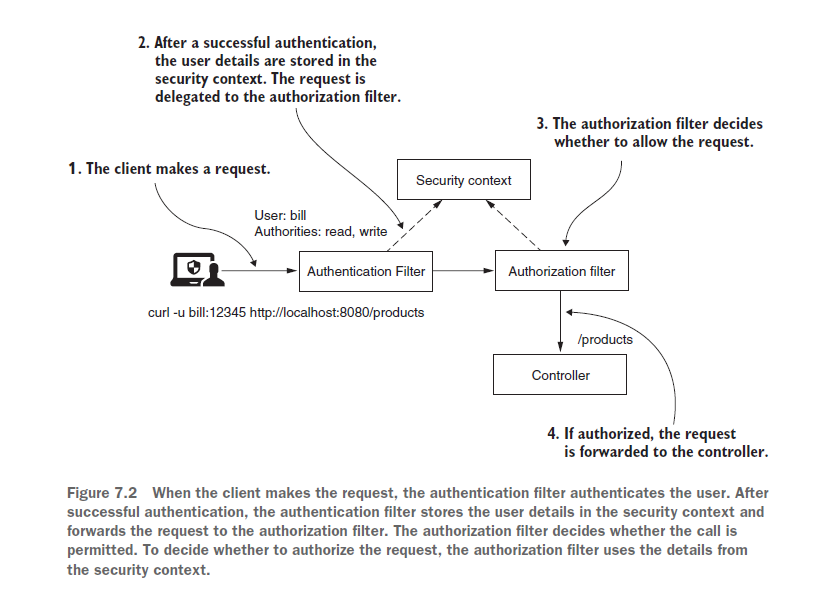 2. After a successful authentication,
the user details are stored in the
security context. The request is
delegated to the authorization filter.
3. The authorization filter decides
whether to allow the request.
1. The client makes a request.
Security context
User: bill
Authorities: read, write
Authentication Filter
Authorization filter
curl -u bill:12345 http://localhost:8080/products
/products
Controller
4. If authorized, the request
is forwarded to the controller.
Figure 7.2 When the client makes the request, the authentication filter authenticates the user. After
successful authentication, the authentication filter stores the user details in the security context and
forwards the request to the authorization filter. The authorization filter decides whether the call is
permitted. To decide whether to authorize the request, the authorization filter uses the details from
the security context.